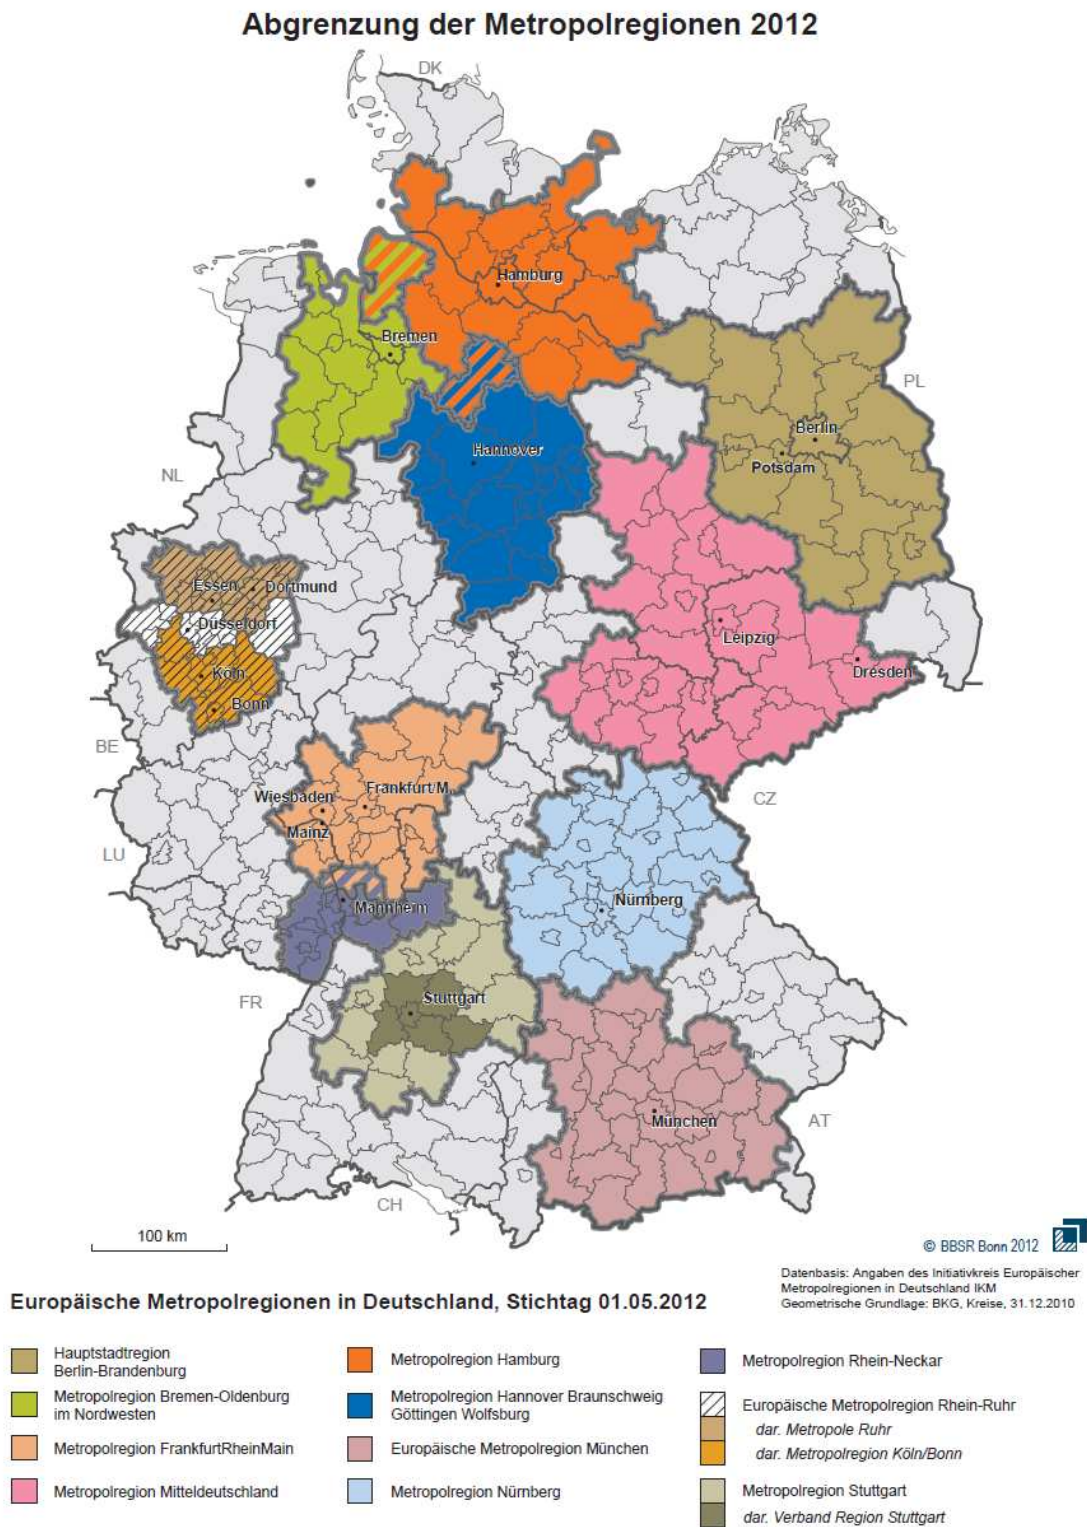 Abgrenzung der Metropolregionen 2012
DK
Hamburg
Bremen
PL
Berlin
Hannover
Potsdam
NL
Essen
Dortmund
Düsseldorf
Leipzig
Köln
Dresden
Bonn
BE
Wiesbaden
Frankfurt/M.
CZ
Mainz
LU
Mannheim
Nürnberg
FR
Stuttgart
München
AT
CH
100 km
© BBSR Bonn 2012
Datenbasis: Angaben des Initiativkreis Europäischer
Metropolregionen in Deutschland IKM
Geometrische Grundlage: BKG, Kreise, 31.12.2010
Europäische Metropolregionen in Deutschland, Stichtag 01.05.2012
Hauptstadtregion
Berlin-Brandenburg
Metropolregion Bremen-Oldenburg
im Nordwesten
Metropolregion FrankfurtRheinMain
Metropolregion Mitteldeutschland
Metropolregion Hamburg
Metropolregion Hannover Braunschweig
Göttingen Wolfsburg
Europäische Metropolregion München
Metropolregion Nürnberg
Metropolregion Rhein-Neckar
Europäische Metropolregion Rhein-Ruhr
dar. Metropole Ruhr
dar. Metropolregion Köln/Bonn
Metropolregion Stuttgart
dar. Verband Region Stuttgart